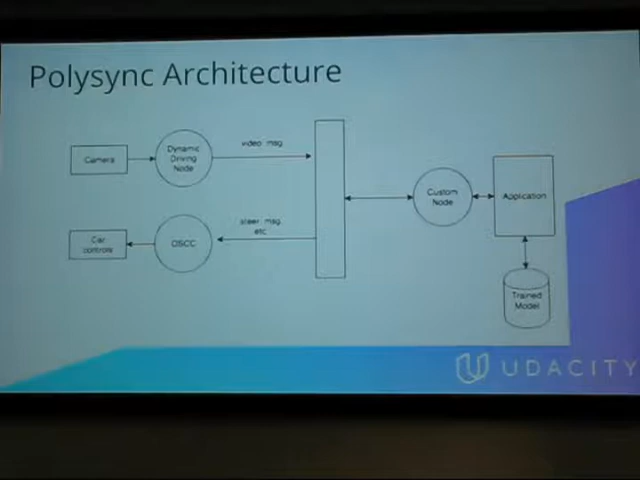 Polysync Architecture
Camera
Dynamic
Driving
Node
video msg
Custom
Node
Application
Car
controls
OSCC
steer msg
etc
Trained
Model
UDACITY